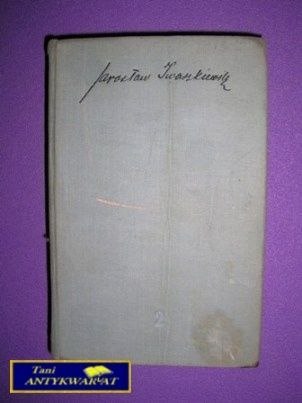 Jarosław Iwaszkiewicz
2
Tani
ANTYKWARIAT